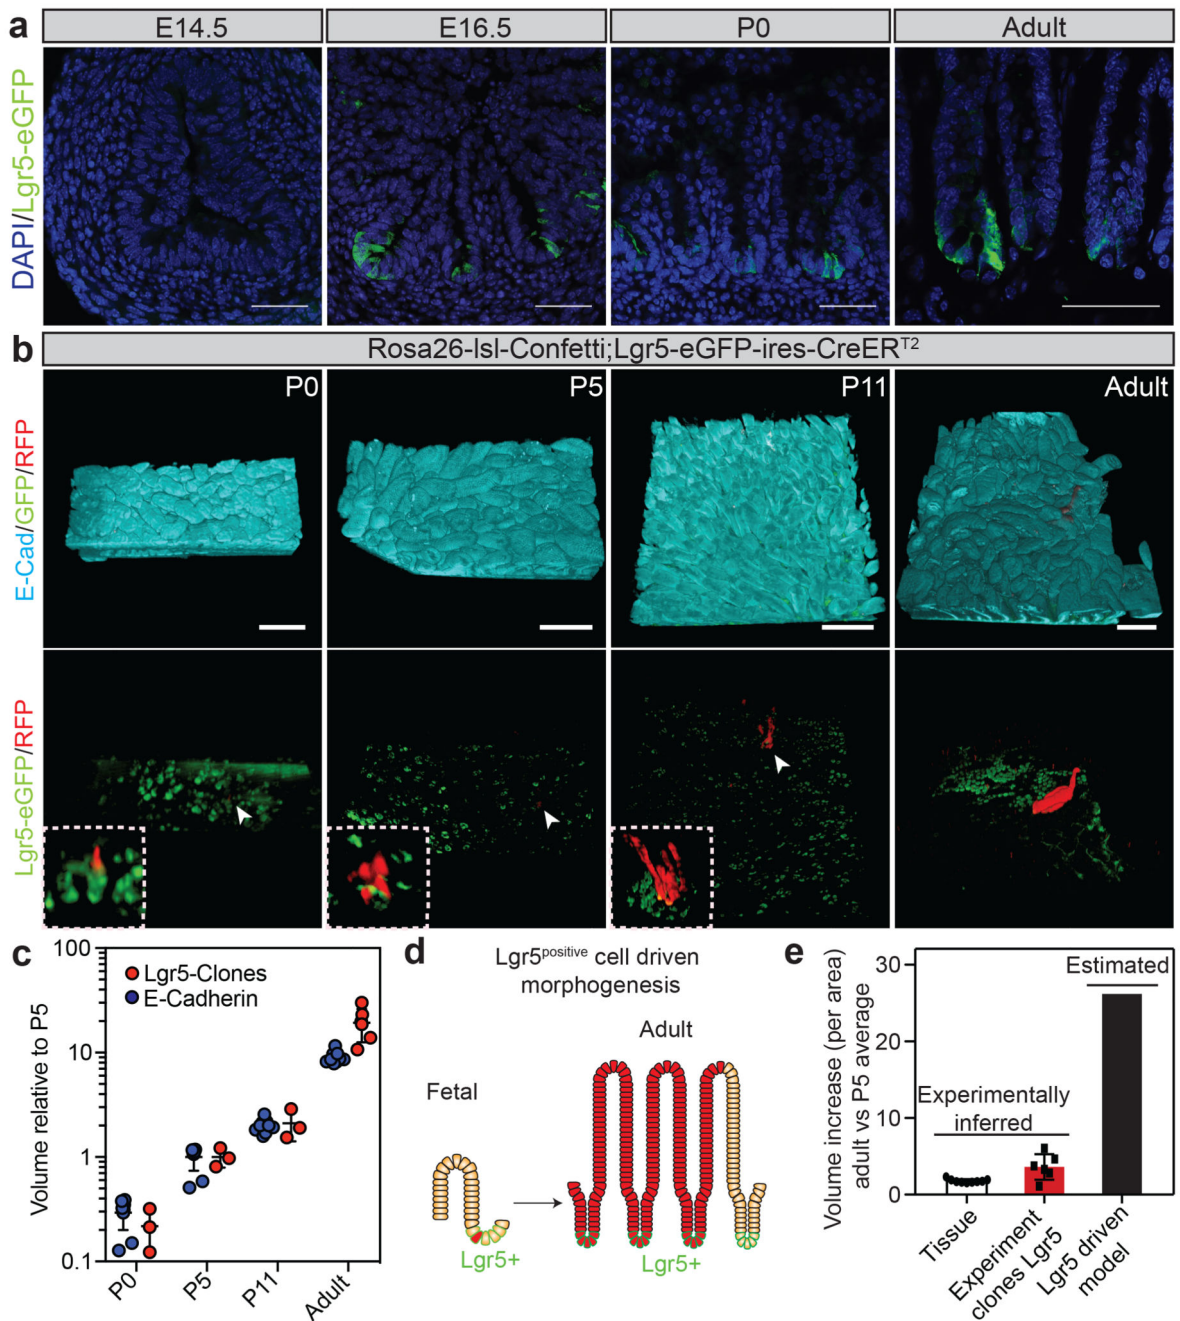 a
E14.5
E16.5
P0
Adult
DAPI/Lgr5-eGFP
b
Rosa26-lsl-Confetti;Lgr5-eGFP-ires-CreERT2
P0
P5
P11
Adult
E-Cad/GFP/RFP
Lgr5-eGFP/RFP
c
Volume relative to P5
100
10
1
0.1
Lgr5-Clones
E-Cadherin
P0
P5
P11
Adult
d
Lgr5positive cell driven
morphogenesis
Adult
Fetal
Lgr5+
Lgr5+
e
Volume increase (per area)
adult vs P5 average
30
20
10
0
Estimated
Experimentally
inferred
Tissue
Experiment
clones Lgr5
Lgr5 driven
model